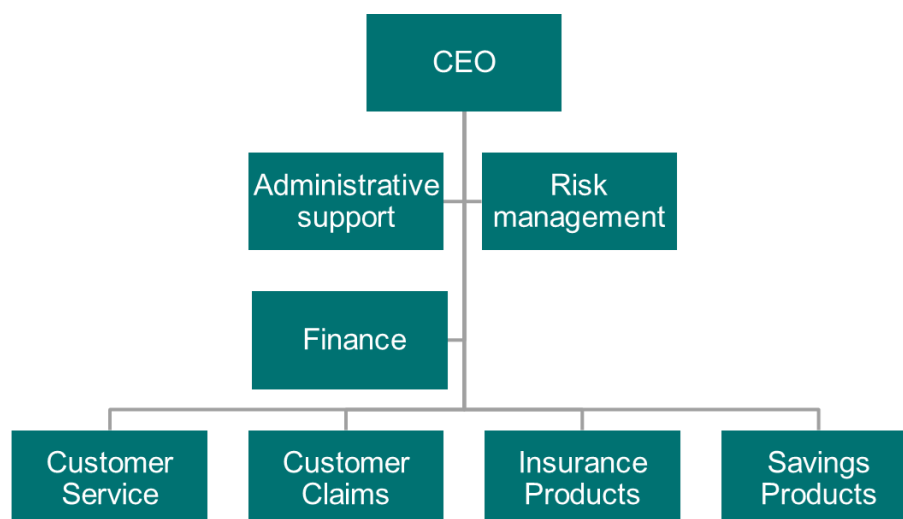 CEO
Administrative
support
Risk
management
Finance
Customer
Service
Customer
Claims
Insurance
Products
Savings
Products